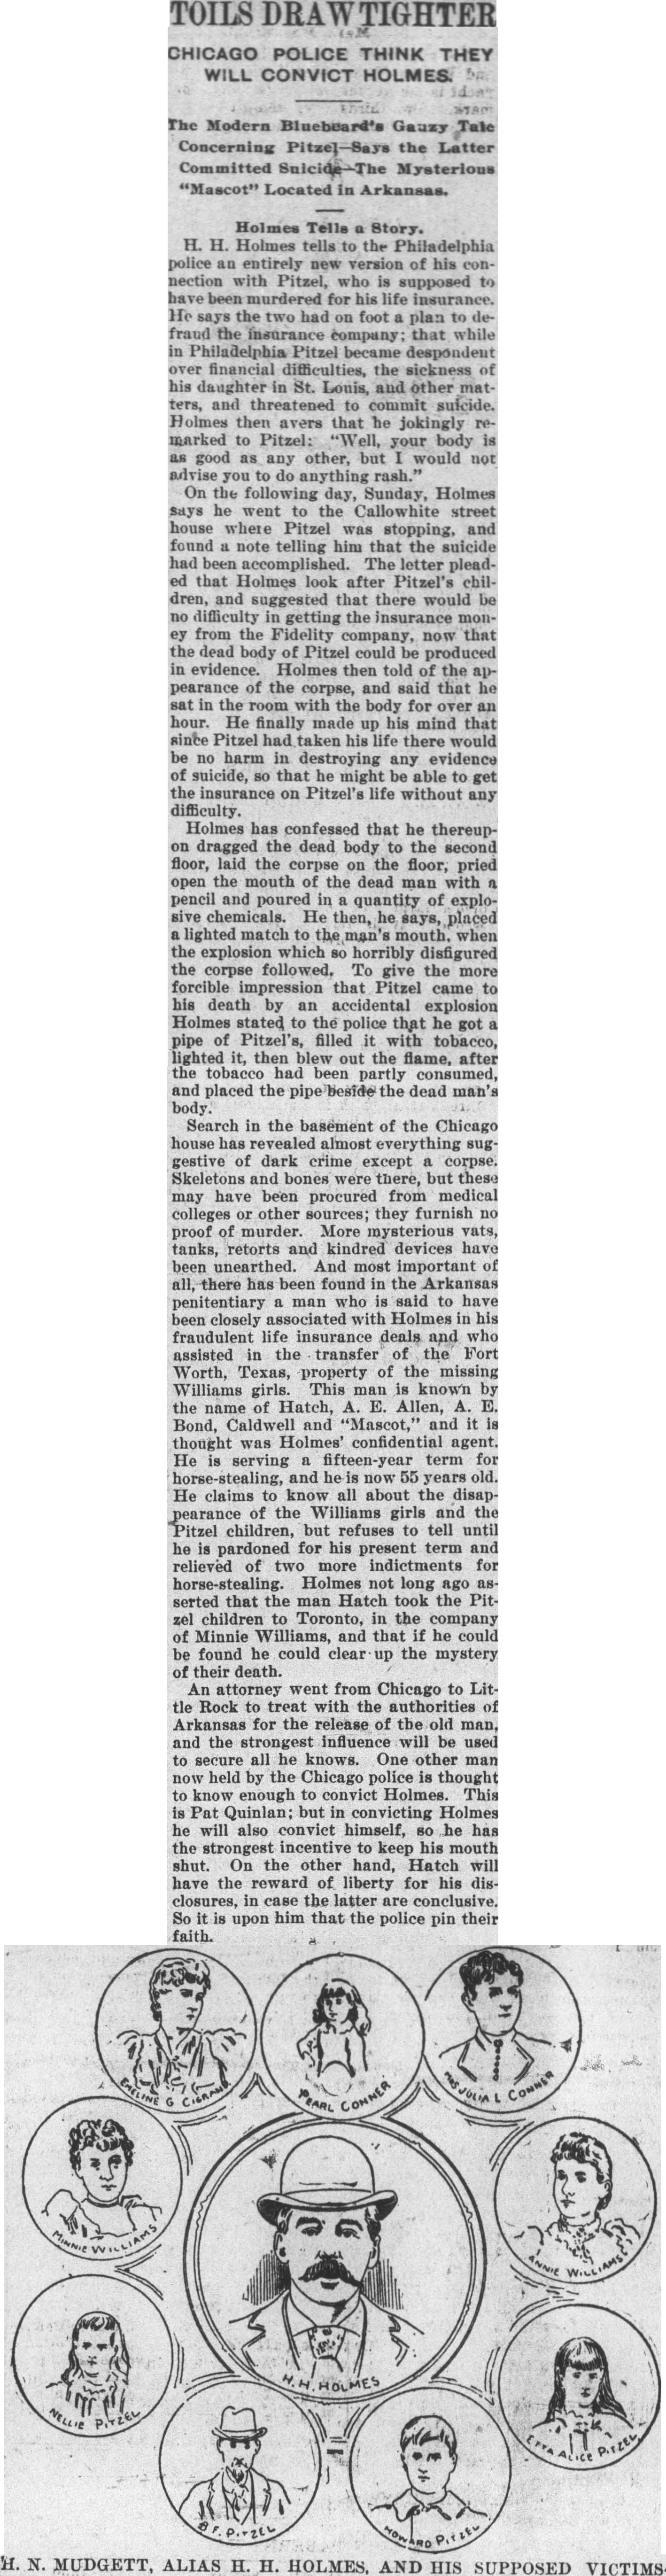 TOILS DRAW TIGHTER
CHICAGO POLICE THINK THEY
WILL CONVICT HOLMES.
The Modern Bluebeard's Gauzy Tale
Concerning Pitzel—Says the Latter
Committed Suicide—The Mysterious
"Mascot" Located in Arkansas.
Holmes Tells a Story.
H. H. Holmes tells to the Philadelphia
police an entirely new version of his con-
nection with Pitzel, who is supposed to
have been murdered for his life insurance.
He says the two had on foot a plan to de-
fraud the insurance company; that while
in Philadelphia Pitzel became despondent
over financial difficulties, the sickness of
his daughter in St. Louis, and other mat-
ters, and threatened to commit suicide.
Holmes then avers that he jokingly re-
marked to Pitzel: "Well, your body is
as good as any other, but I would not
advise you to do anything rash."
On the following day, Sunday, Holmes
says he went to the Callowhite street
house where Pitzel was stopping, and
found a note telling him that the suicide
had been accomplished. The letter plead-
ed that Holmes look after Pitzel's chil-
dren, and suggested that there would be
no difficulty in getting the insurance mon-
ey from the Fidelity company, now that
the dead body of Pitzel could be produced
in evidence. Holmes then told of the ap-
pearance of the corpse, and said that he
sat in the room with the body for over an
hour. He finally made up his mind that
since Pitzel had taken his life there would
be no harm in destroying any evidence
of suicide, so that he might be able to get
the insurance on Pitzel's life without any
difficulty.
Holmes has confessed that he thereup-
on dragged the dead body to the second
floor, laid the corpse on the floor, pried
open the mouth of the dead man with a
pencil and poured in a quantity of explo-
sive chemicals. He then, he says, placed
a lighted match to the man's mouth, when
the explosion which so horribly disfigured
the corpse followed. To give the more
forcible impression that Pitzel came to
his death by an accidental explosion
Holmes stated to the police that he got a
pipe of Pitzel's, filled it with tobacco,
lighted it, then blew out the flame, after
the tobacco had been partly consumed,
and placed the pipe beside the dead man's
body.
Search in the basement of the Chicago
house has revealed almost everything sug-
gestive of dark crime except a corpse.
Skeletons and bones were there, but these
may have been procured from medical
colleges or other sources; they furnish no
proof of murder. More mysterious vats,
tanks, retorts and kindred devices have
been unearthed. And most important of
all, there has been found in the Arkansas
penitentiary a man who is said to have
been closely associated with Holmes in his
fraudulent life insurance deals and who
assisted in the transfer of the Fort
Worth, Texas, property of the missing
Williams girls. This man is known by
the name of Hatch, A. E. Allen, A. E.
Bond, Caldwell and "Mascot," and it is
thought was Holmes' confidential agent.
He is serving a fifteen-year term for
horse-stealing, and he is now 55 years old.
He claims to know all about the disap-
pearance of the Williams girls and the
Pitzel children, but refuses to tell until
he is pardoned for his present term and
relieved of two more indictments for
horse-stealing. Holmes not long ago as-
serted that the man Hatch took the Pit-
zel children to Toronto, in the company
of Minnie Williams, and that if he could
be found he could clear up the mystery
of their death.
An attorney went from Chicago to Lit-
tle Rock to treat with the authorities of
Arkansas for the release of the old man,
and the strongest influence will be used
to secure all he knows. One other man
now held by the Chicago police is thought
to know enough to convict Holmes. This
is Pat Quinlan; but in convicting Holmes
he will also convict himself, so he has
the strongest incentive to keep his mouth
shut. On the other hand, Hatch will
have the reward of liberty for his dis-
closures, in case the latter are conclusive.
So it is upon him that the police pin their
faith.
EMELINE G CIGRAND
PEARL CONNER
MRS JULIA L CONNER
MINNIE WILLIAMS
ANNIE WILLIAMS
H. H. HOLMES
NELLIE PITZEL
ETTA ALICE PITZEL
B F. PITZEL
HOWARD PITZEL
H. N. MUDGETT, ALIAS H. H. HOLMES, AND HIS SUPPOSED VICTIMS